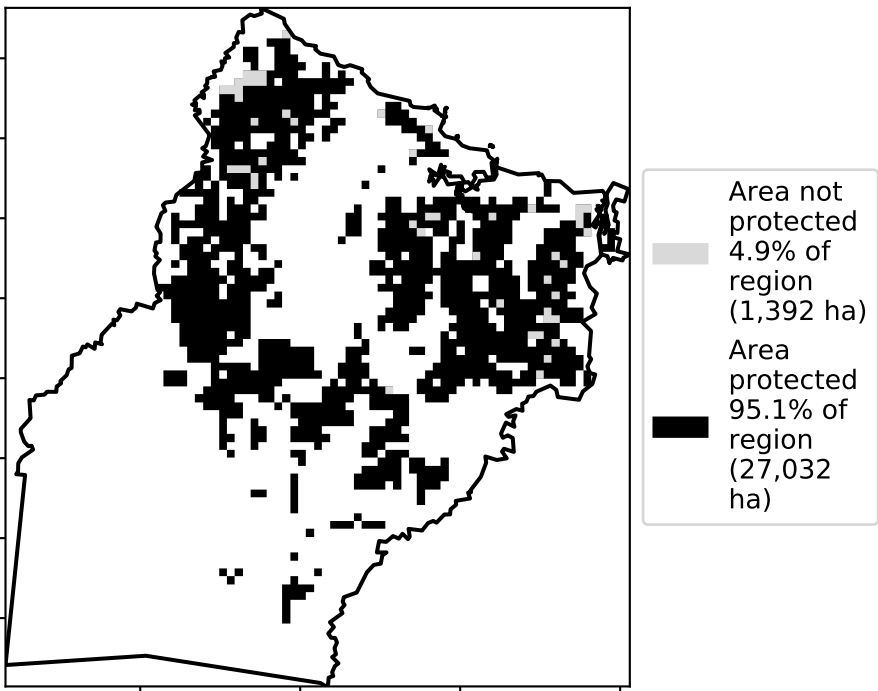 Area not
protected
4.9% of
region
(1,392 ha)
Area
protected
95.1% of
region
(27,032
ha)